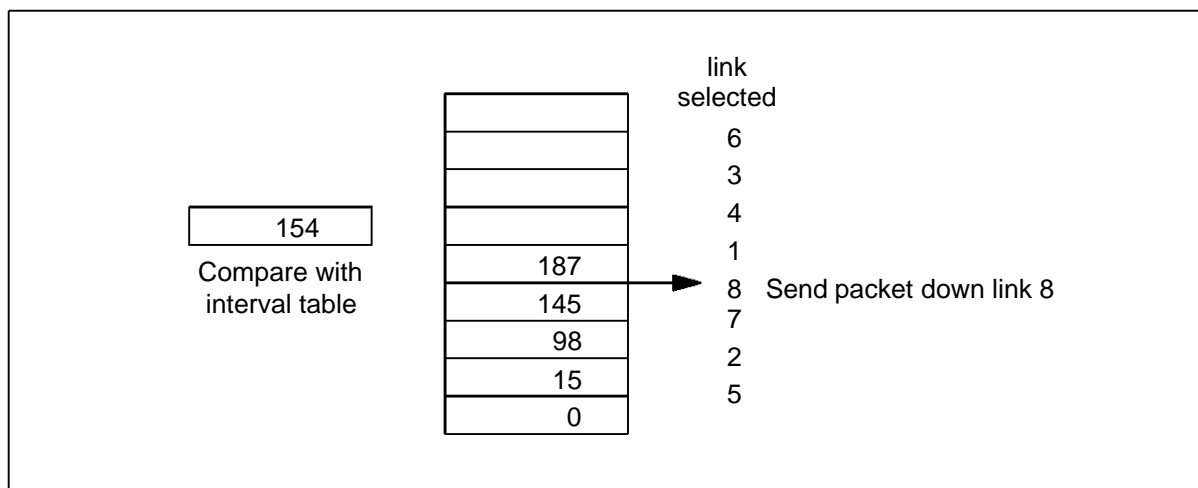 link
selected
6
3
4
154
1
Compare with
interval table
187
8 Send packet down link 8
145
7
98
2
15
5
0